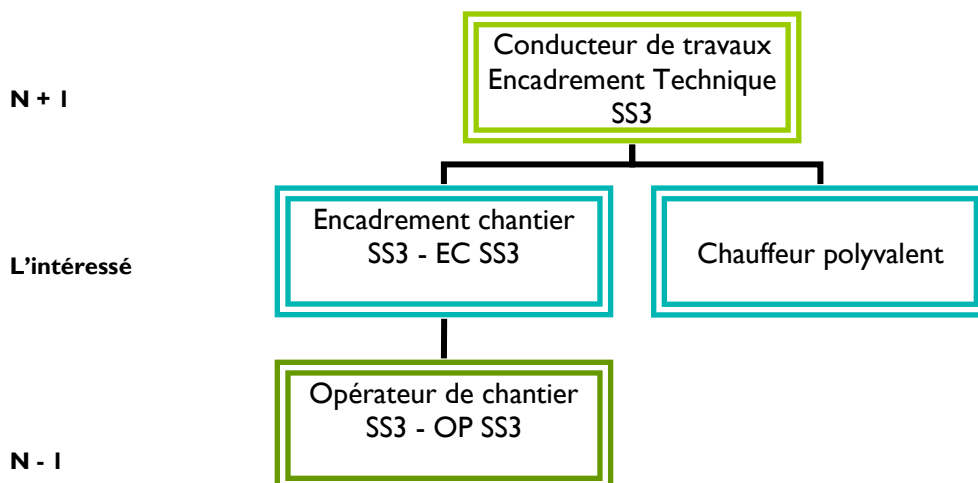 Conducteur de travaux
Encadrement Technique
SS3
N + 1
Encadrement chantier
SS3 - EC SS3
L'intéressé
Chauffeur polyvalent
Opérateur de chantier
SS3 - OP SS3
N - 1